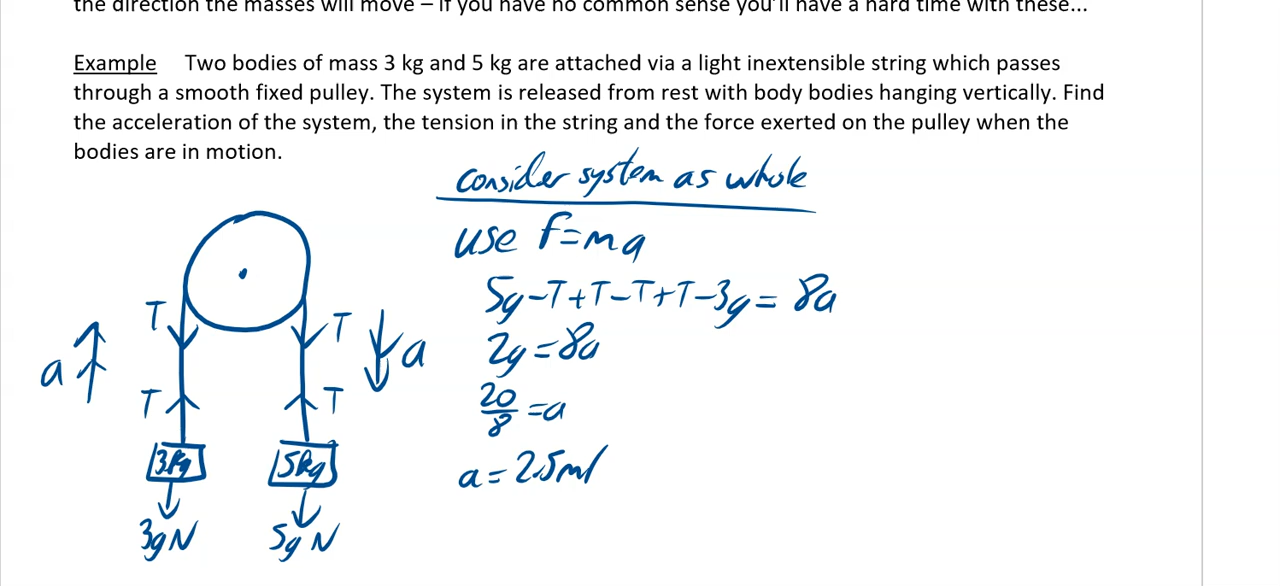 the direction the masses will move – if you have no common sense you'll have a hard time with these...
Example Two bodies of mass 3 kg and 5 kg are attached via a light inextensible string which passes
through a smooth fixed pulley. The system is released from rest with body bodies hanging vertically. Find
the acceleration of the system, the tension in the string and the force exerted on the pulley when the
bodies are in motion.
consider system as whole
use F=ma
5g-T+T-T+T-3g=8a
2g=8a
20/8=a
a=2.5m/
T T
a a
T T
3kg 5kg
3gN 5gN